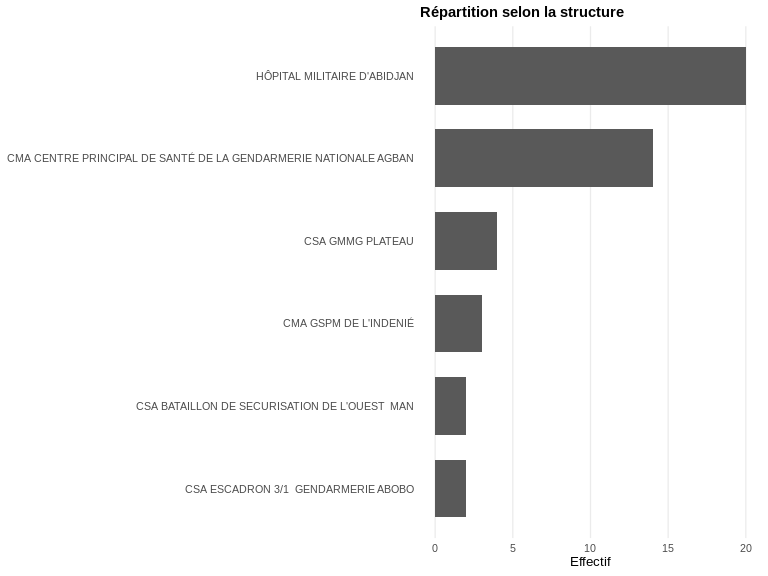 Répartition selon la structure
HÔPITAL MILITAIRE D'ABIDJAN
CMA CENTRE PRINCIPAL DE SANTÉ DE LA GENDARMERIE NATIONALE AGBAN
CSA GMMG PLATEAU
CMA GSPM DE L'INDENIÉ
CSA BATAILLON DE SECURISATION DE L'OUEST  MAN
CSA ESCADRON 3/1  GENDARMERIE ABOBO
0 5 10 15 20
Effectif